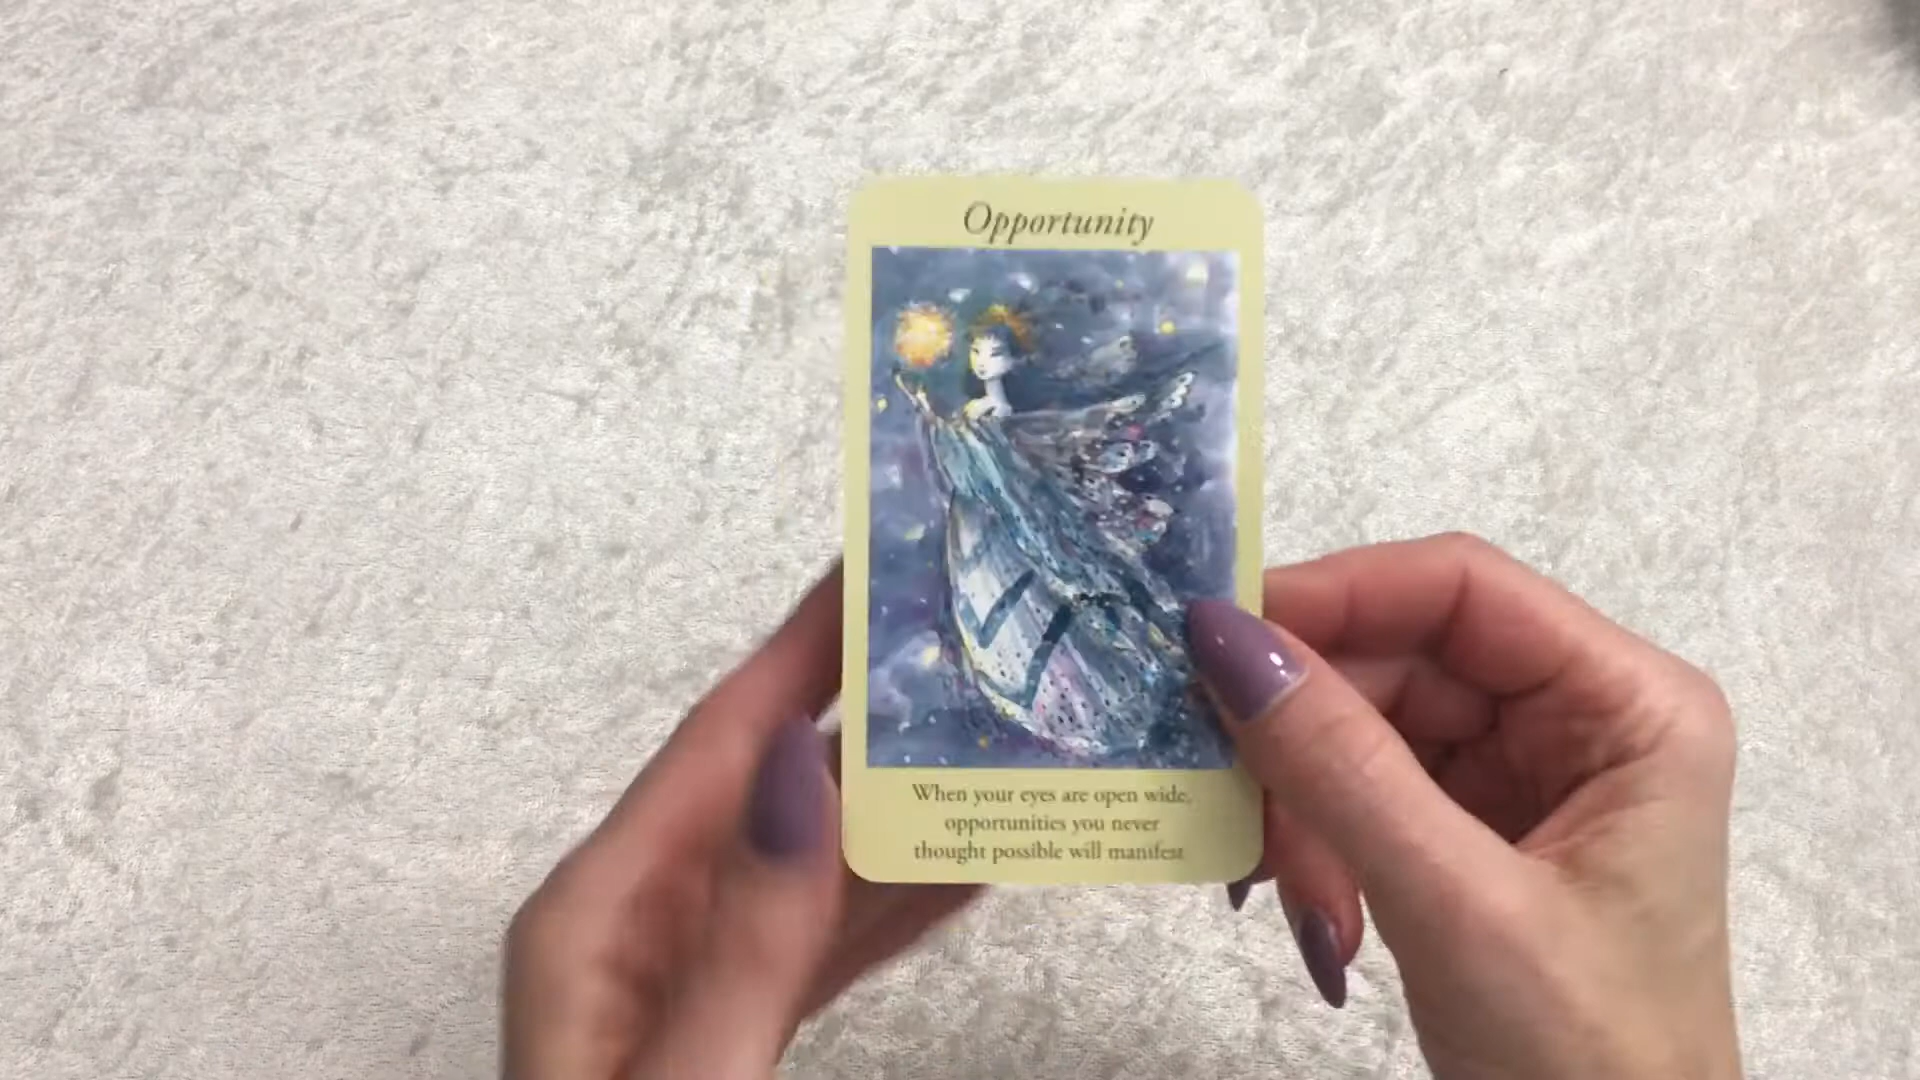 Opportunity
When your eyes are open wide,
opportunities you never
thought possible will manifest